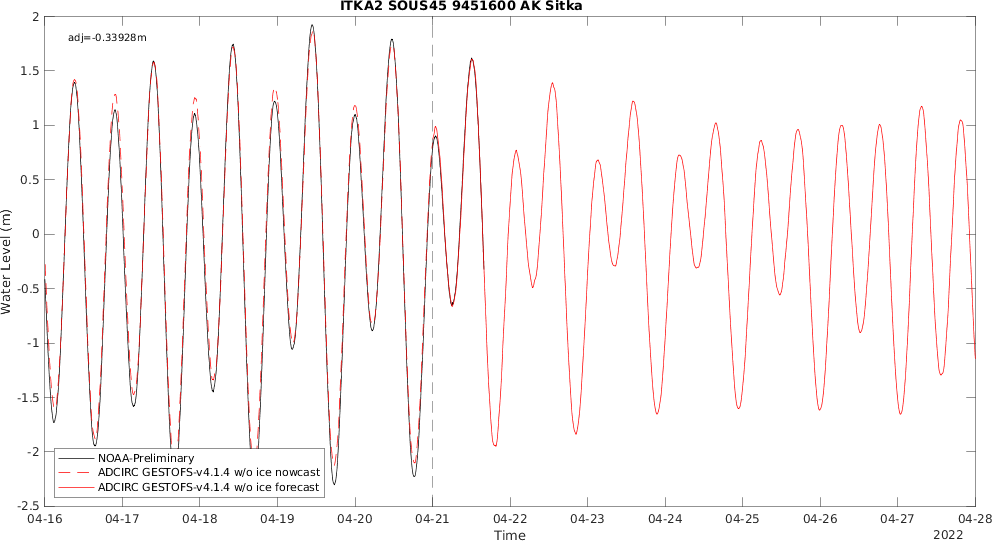 ITKA2 SOUS45 9451600 AK Sitka
adj=-0.33928m
2
1.5
1
0.5
0
-0.5
-1
-1.5
-2
-2.5
Water Level (m)
NOAA-Preliminary
ADCIRC GESTOFS-v4.1.4 w/o ice nowcast
ADCIRC GESTOFS-v4.1.4 w/o ice forecast
04-16 04-17 04-18 04-19 04-20 04-21 04-22 04-23 04-24 04-25 04-26 04-27 04-28
Time
2022